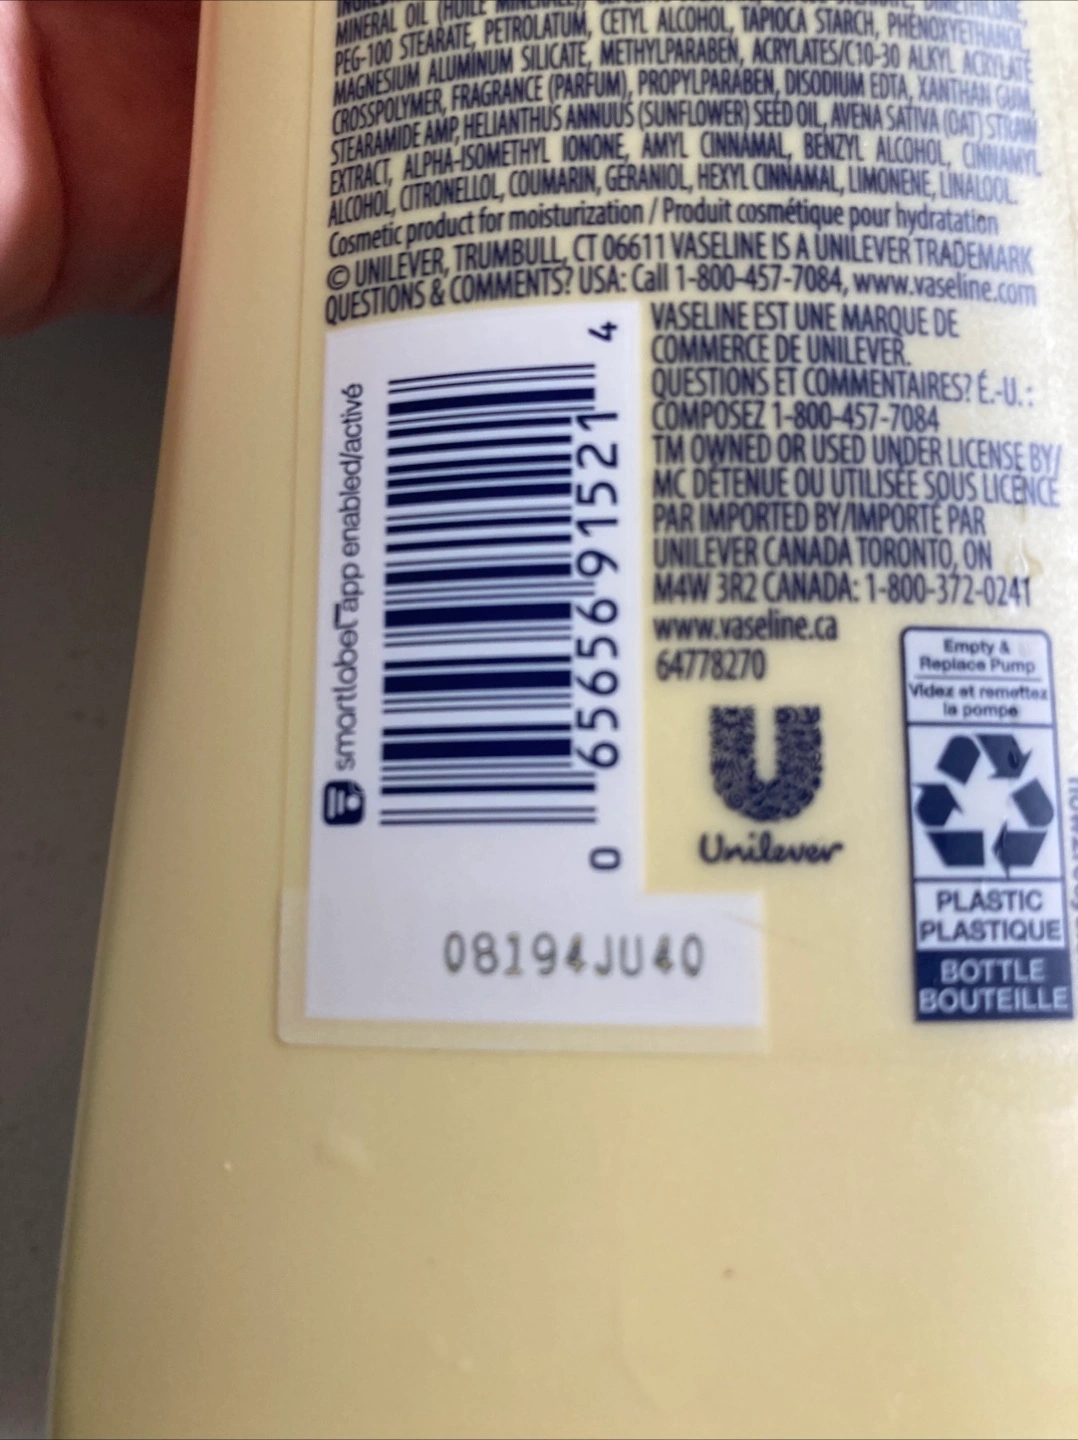 MINERAL OIL (HUILE MINÉRALE),
PEG-100 STEARATE, PETROLATUM, CETYL ALCOHOL, TAPIOCA STARCH, PHENOXYETHANOL,
MAGNESIUM ALUMINUM SILICATE, METHYLPARABEN, ACRYLATES/C10-30 ALKYL ACRYLATE
CROSSPOLYMER, FRAGRANCE (PARFUM), PROPYLPARABEN, DISODIUM EDTA, XANTHAN GUM,
STEARAMIDE AMP, HELIANTHUS ANNUUS (SUNFLOWER) SEED OIL, AVENA SATIVA (OAT) STRAW
EXTRACT, ALPHA-ISOMETHYL IONONE, AMYL CINNAMAL, BENZYL ALCOHOL, CINNAMYL
ALCOHOL, CITRONELLOL, COUMARIN, GERANIOL, HEXYL CINNAMAL, LIMONENE, LINALOOL.
Cosmetic product for moisturization / Produit cosmétique pour hydratation
© UNILEVER, TRUMBULL, CT 06611 VASELINE IS A UNILEVER TRADEMARK
QUESTIONS & COMMENTS? USA: Call 1-800-457-7084, www.vaseline.com
VASELINE EST UNE MARQUE DE
COMMERCE DE UNILEVER.
QUESTIONS ET COMMENTAIRES? É.-U. :
COMPOSEZ 1-800-457-7084
TM OWNED OR USED UNDER LICENSE BY/
MC DÉTENUE OU UTILISÉE SOUS LICENCE
PAR IMPORTED BY/IMPORTÉ PAR
UNILEVER CANADA TORONTO, ON
M4W 3R2 CANADA: 1-800-372-0241
www.vaseline.ca
64778270
smartlabel app enabled/activé
0 65656 91521 4
Unilever
Empty &
Replace Pump
Videz et remettez
la pompe
PLASTIC
PLASTIQUE
BOTTLE
BOUTEILLE
08194JU40